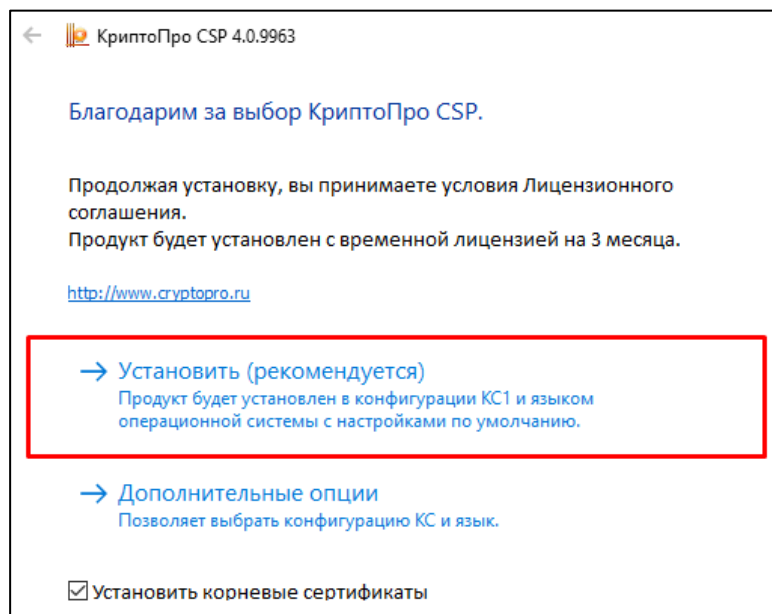 КриптоПро CSP 4.0.9963
Благодарим за выбор КриптоПро CSP.
Продолжая установку, вы принимаете условия Лицензионного
соглашения.
Продукт будет установлен с временной лицензией на 3 месяца.
http://www.cryptopro.ru
Установить (рекомендуется)
Продукт будет установлен в конфигурации КС1 и языком
операционной системы с настройками по умолчанию.
Дополнительные опции
Позволяет выбрать конфигурацию КС и язык.
Установить корневые сертификаты